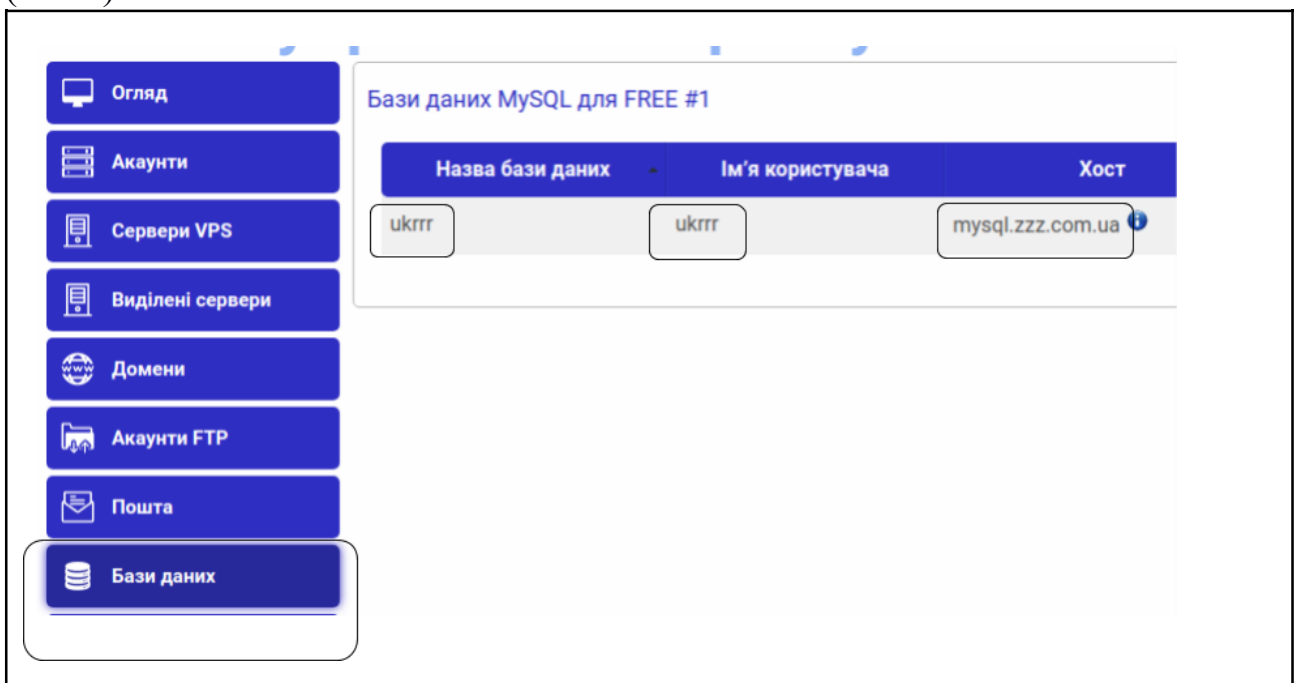 Огляд
Акаунти
Сервери VPS
Виділені сервери
Домени
Акаунти FTP
Пошта
Бази даних
Бази даних MySQL для FREE #1
Назва бази даних Ім'я користувача Хост
ukrrr ukrrr mysql.zzz.com.ua